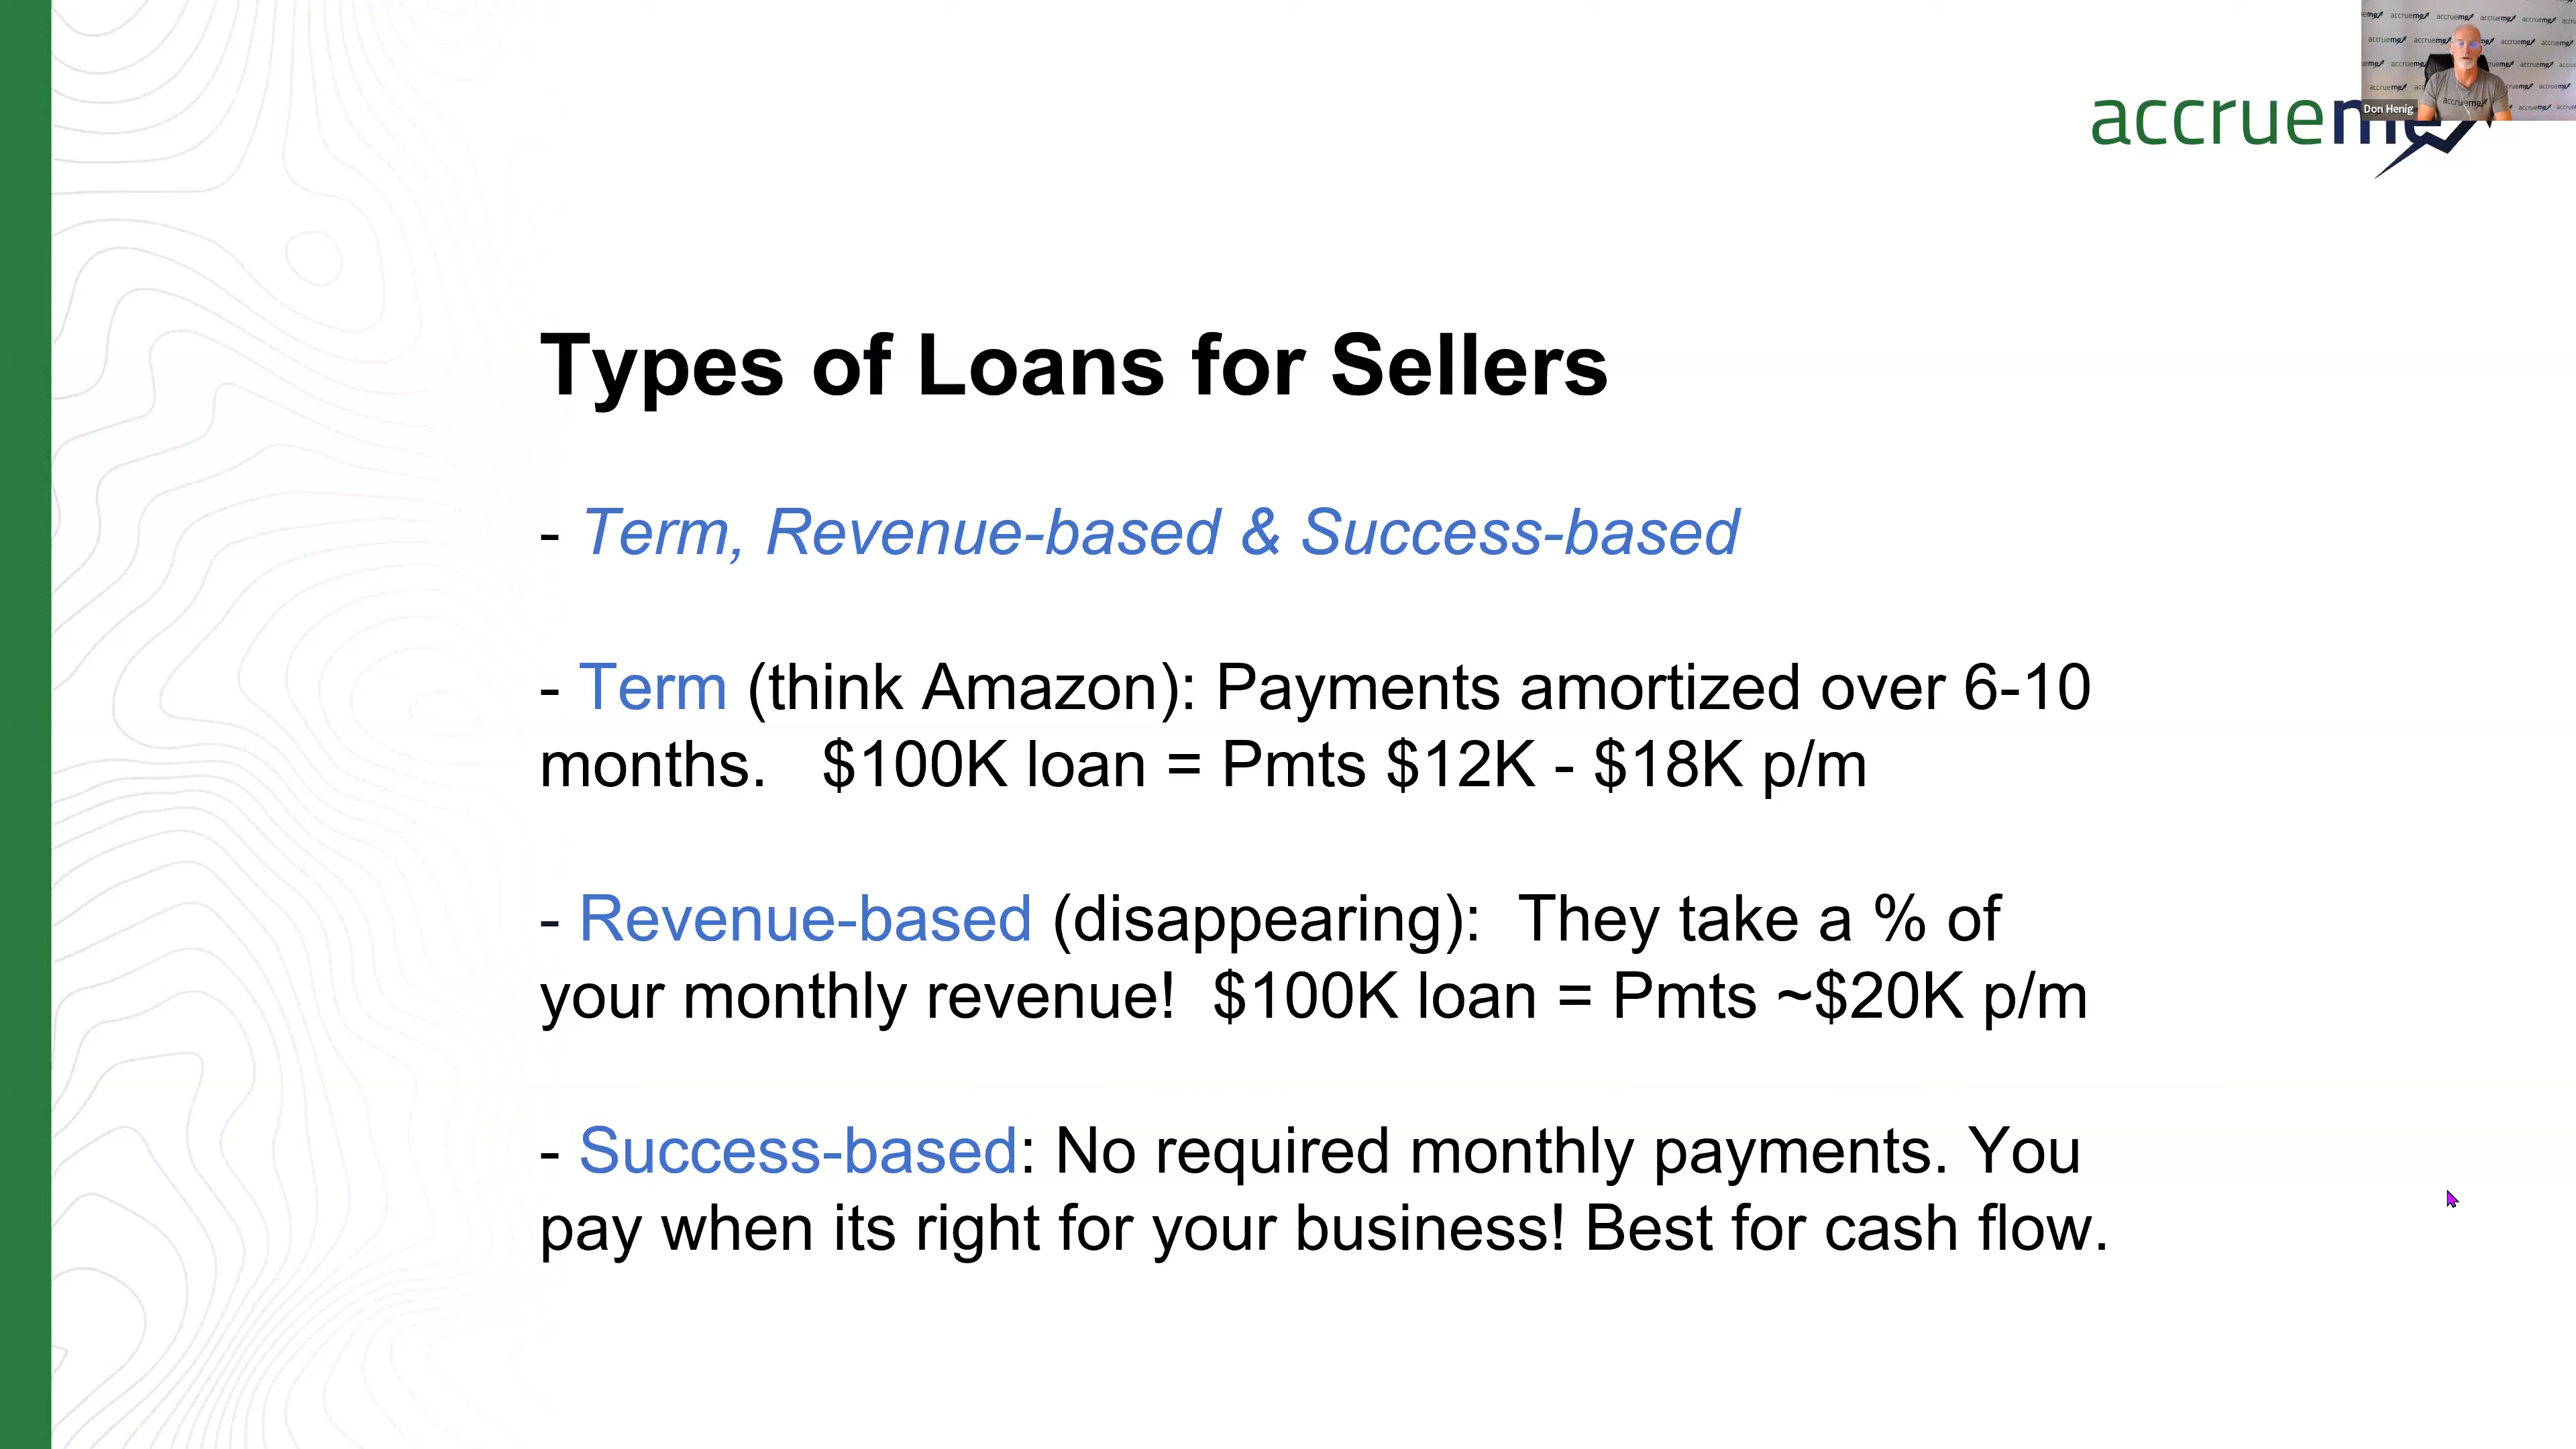 accrueme
Don Henig
Types of Loans for Sellers
- Term, Revenue-based & Success-based
- Term (think Amazon): Payments amortized over 6-10
months. $100K loan = Pmts $12K - $18K p/m
- Revenue-based (disappearing): They take a % of
your monthly revenue! $100K loan = Pmts ~$20K p/m
- Success-based: No required monthly payments. You
pay when its right for your business! Best for cash flow.